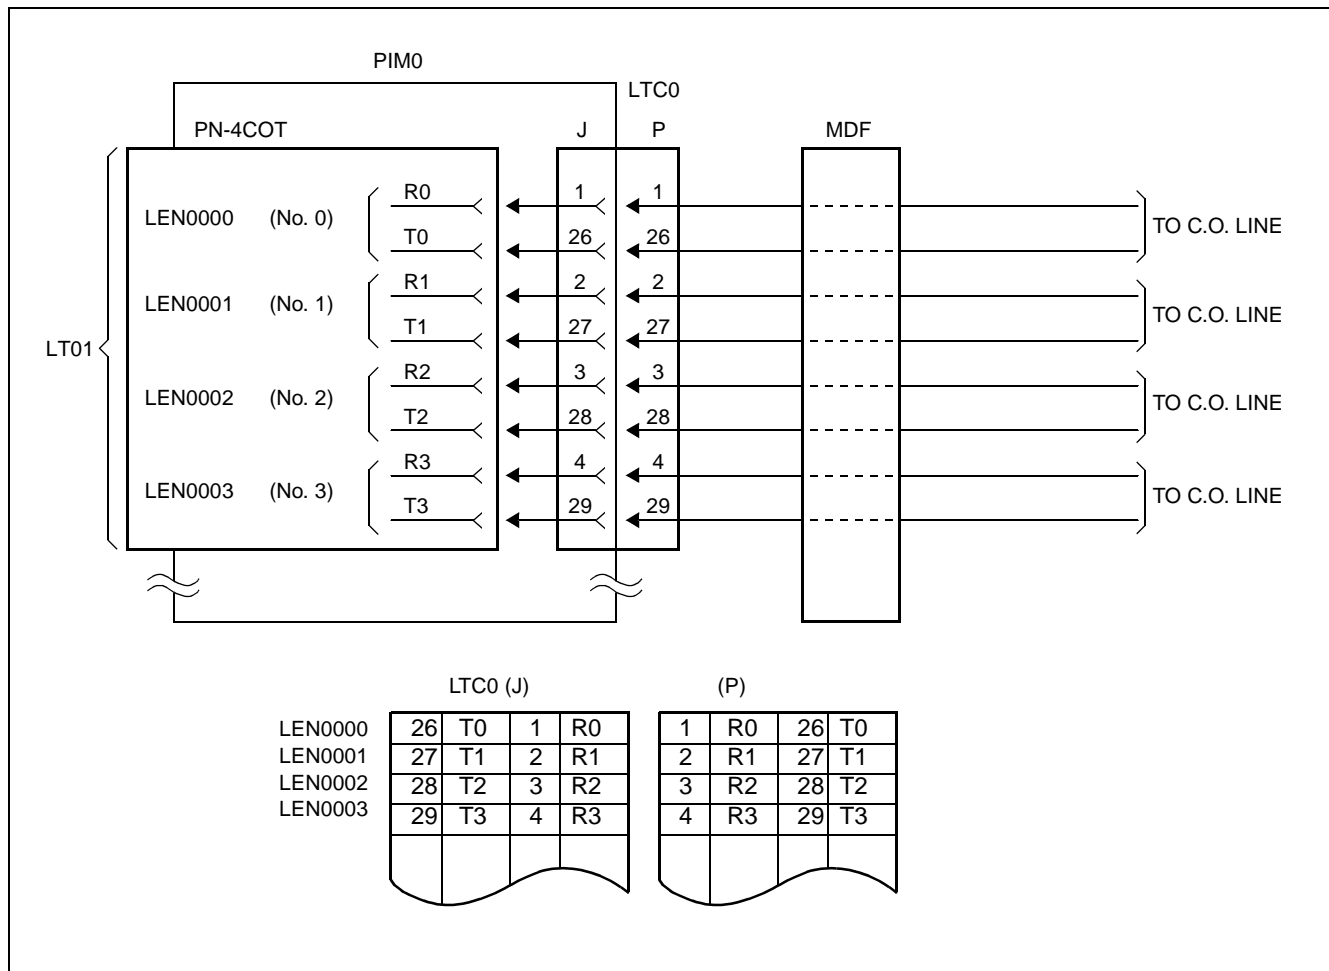 PIM0
LTC0
PN-4COT J P MDF
R0 1 1
LEN0000 (No. 0) TO C.O. LINE
T0 26 26
R1 2 2
LEN0001 (No. 1) TO C.O. LINE
T1 27 27
LT01
R2 3 3
LEN0002 (No. 2) TO C.O. LINE
T2 28 28
R3 4 4
LEN0003 (No. 3) TO C.O. LINE
T3 29 29
LTC0 (J) (P)
LEN0000 26 T0 1 R0 1 R0 26 T0
LEN0001 27 T1 2 R1 2 R1 27 T1
LEN0002 28 T2 3 R2 3 R2 28 T2
LEN0003 29 T3 4 R3 4 R3 29 T3